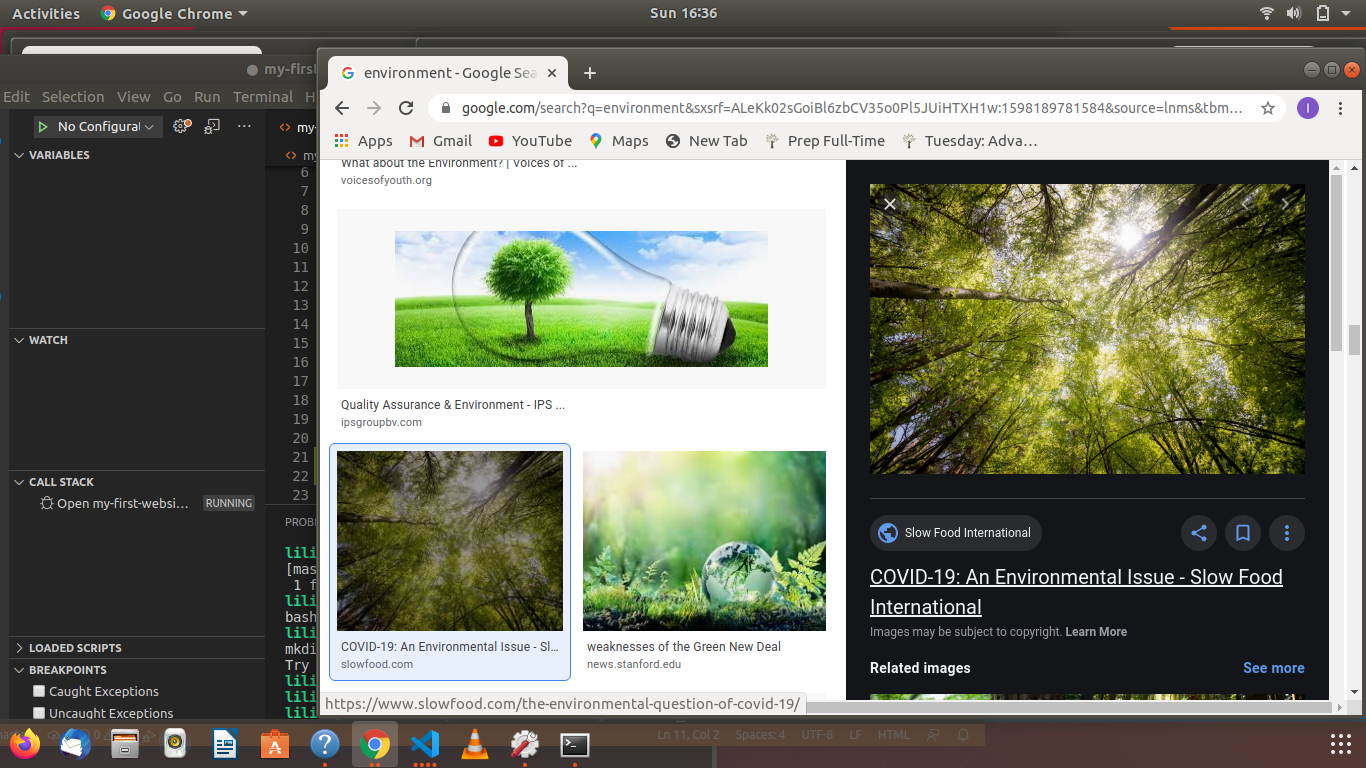 Activities
Google Chrome
Sun 16:36
my-first
Edit Selection View Go Run Terminal
environment - Google Sea
google.com/search?q=environment&sxsrf=ALeKk02sGoiBl6zbCV35o0Pl5JUiHTXH1w:1598189781584&source=lnms&tbm…
I
Apps Gmail YouTube Maps New Tab Prep Full-Time Tuesday: Adva…
No Configurat
my-
my
VARIABLES
WATCH
CALL STACK
Open my-first-websi… RUNNING
LOADED SCRIPTS
BREAKPOINTS
Caught Exceptions
Uncaught Exceptions
6
7
8
9
10
11
12
13
14
15
16
17
18
19
20
21
22
23
PROBL
lili
[mas
1 f
lili
bash
lili
mkdi
Try
lili
lili
lili
What about the Environment? | Voices of ...
voicesofyouth.org
Quality Assurance & Environment - IPS ...
ipsgroupbv.com
COVID-19: An Environmental Issue - Sl…
slowfood.com
weaknesses of the Green New Deal
news.stanford.edu
Slow Food International
COVID-19: An Environmental Issue - Slow Food
International
Images may be subject to copyright. Learn More
Related images
See more
https://www.slowfood.com/the-environmental-question-of-covid-19/
Ln 11, Col 2 Spaces: 4 UTF-8 LF HTML